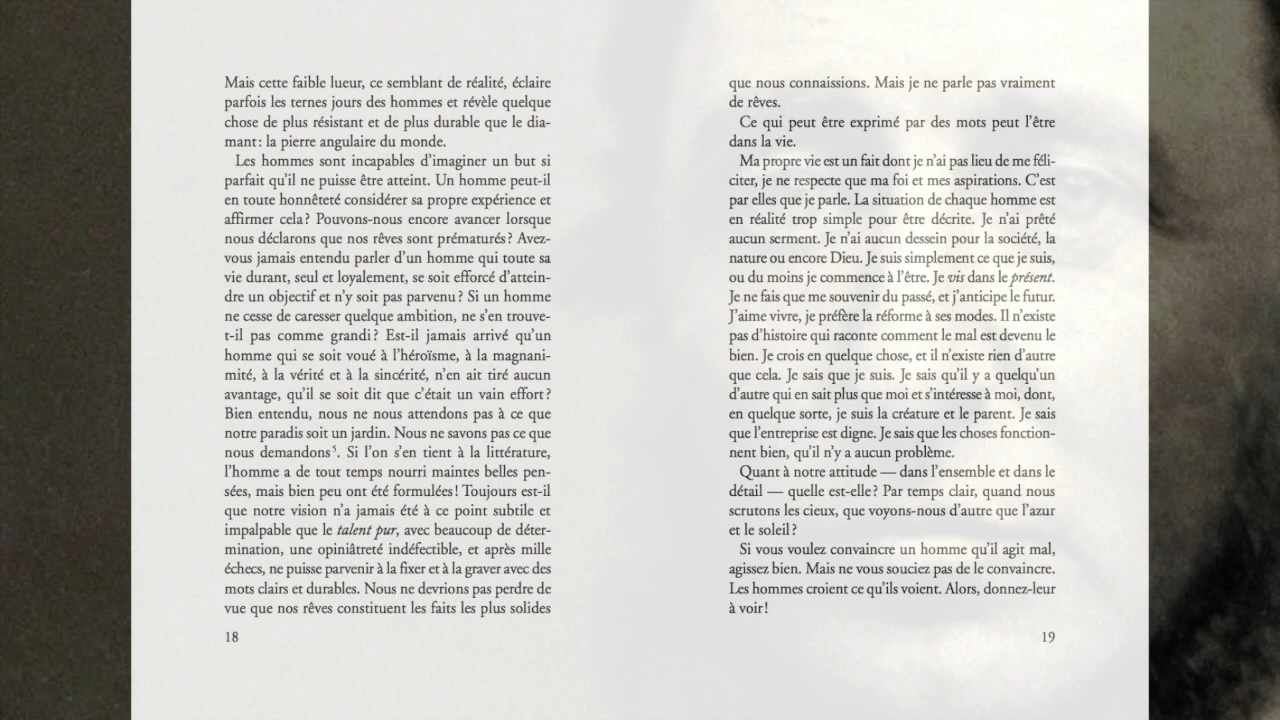 Mais cette faible lueur, ce semblant de réalité, éclaire
parfois les ternes jours des hommes et révèle quelque
chose de plus résistant et de plus durable que le dia-
mant : la pierre angulaire du monde.
Les hommes sont incapables d’imaginer un but si
parfait qu’il ne puisse être atteint. Un homme peut-il
en toute honnêteté considérer sa propre expérience et
affirmer cela ? Pouvons-nous encore avancer lorsque
nous déclarons que nos rêves sont prématurés ? Avez-
vous jamais entendu parler d’un homme qui toute sa
vie durant, seul et loyalement, se soit efforcé d’attein-
dre un objectif et n’y soit pas parvenu ? Si un homme
ne cesse de caresser quelque ambition, ne s’en trouve-
t-il pas comme grandi ? Est-il jamais arrivé qu’un
homme qui se soit voué à l’héroïsme, à la magnani-
mité, à la vérité et à la sincérité, n’en ait tiré aucun
avantage, qu’il se soit dit que c’était un vain effort ?
Bien entendu, nous ne nous attendons pas à ce que
notre paradis soit un jardin. Nous ne savons pas ce que
nous demandons⁵. Si l’on s’en tient à la littérature,
l’homme a de tout temps nourri maintes belles pen-
sées, mais bien peu ont été formulées ! Toujours est-il
que notre vision n’a jamais été à ce point subtile et
impalpable que le talent pur, avec beaucoup de déter-
mination, une opiniâtreté indéfectible, et après mille
échecs, ne puisse parvenir à la fixer et à la graver avec des
mots clairs et durables. Nous ne devrions pas perdre de
vue que nos rêves constituent les faits les plus solides
18
que nous connaissions. Mais je ne parle pas vraiment
de rêves.
Ce qui peut être exprimé par des mots peut l’être
dans la vie.
Ma propre vie est un fait dont je n’ai pas lieu de me féli-
citer, je ne respecte que ma foi et mes aspirations. C’est
par elles que je parle. La situation de chaque homme est
en réalité trop simple pour être décrite. Je n’ai prêté
aucun serment. Je n’ai aucun dessein pour la société, la
nature ou encore Dieu. Je suis simplement ce que je suis,
ou du moins je commence à l’être. Je vis dans le présent.
Je ne fais que me souvenir du passé, et j’anticipe le futur.
J’aime vivre, je préfère la réforme à ses modes. Il n’existe
pas d’histoire qui raconte comment le mal est devenu le
bien. Je crois en quelque chose, et il n’existe rien d’autre
que cela. Je sais que je suis. Je sais qu’il y a quelqu’un
d’autre qui en sait plus que moi et s’intéresse à moi, dont,
en quelque sorte, je suis la créature et le parent. Je sais
que l’entreprise est digne. Je sais que les choses fonction-
nent bien, qu’il n’y a aucun problème.
Quant à notre attitude — dans l’ensemble et dans le
détail — quelle est-elle ? Par temps clair, quand nous
scrutons les cieux, que voyons-nous d’autre que l’azur
et le soleil ?
Si vous voulez convaincre un homme qu’il agit mal,
agissez bien. Mais ne vous souciez pas de le convaincre.
Les hommes croient ce qu’ils voient. Alors, donnez-leur
à voir !
19